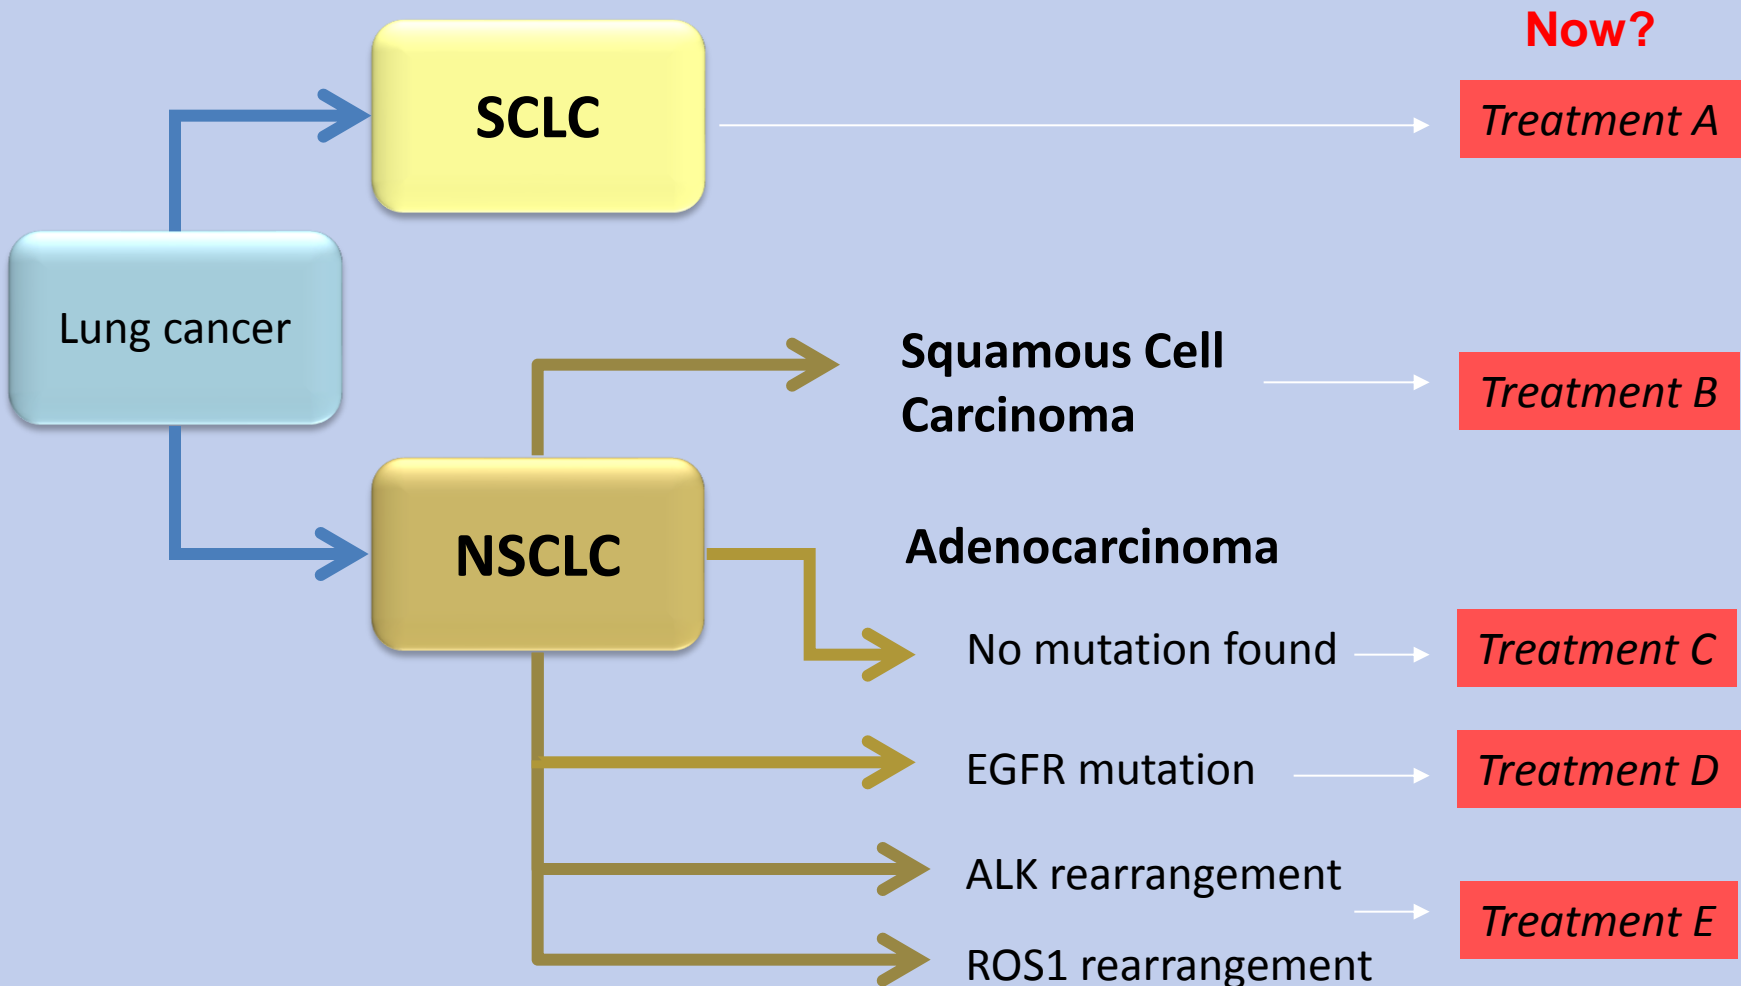 Now?
SCLC
Treatment A
Lung cancer
Squamous Cell
Carcinoma
Treatment B
NSCLC
Adenocarcinoma
No mutation found
Treatment C
EGFR mutation
Treatment D
ALK rearrangement
Treatment E
ROS1 rearrangement